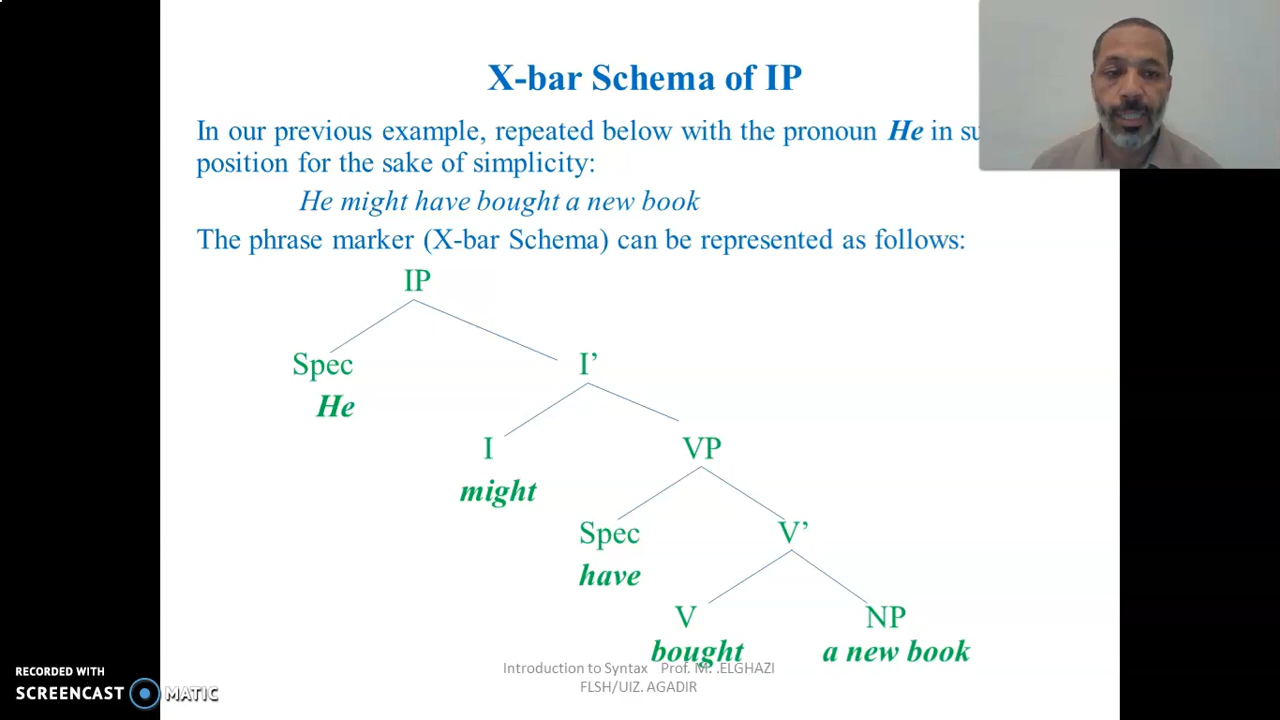 X-bar Schema of IP
In our previous example, repeated below with the pronoun He in
position for the sake of simplicity:
He might have bought a new book
The phrase marker (X-bar Schema) can be represented as follows:
IP
Spec I’
He
I VP
might
Spec V’
have
V NP
bought a new book
Introduction to Syntax Prof. M. .ELGHAZI
FLSH/UIZ. AGADIR
RECORDED WITH
SCREENCAST MATIC